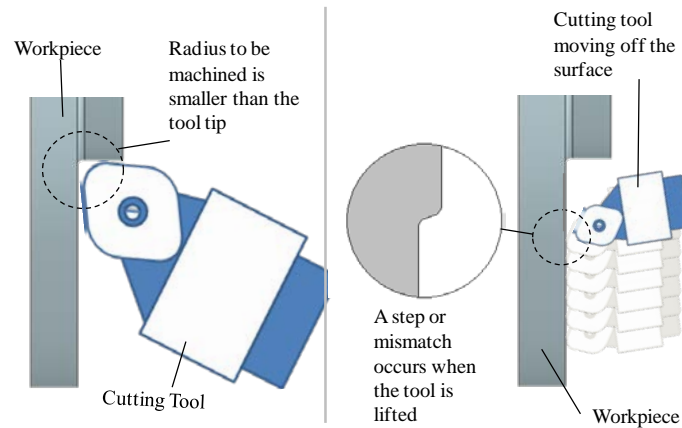 Workpiece
Radius to be
machined is
smaller than the
tool tip
Cutting Tool
Cutting tool
moving off the
surface
A step or
mismatch
occurs when
the tool is
lifted
Workpiece